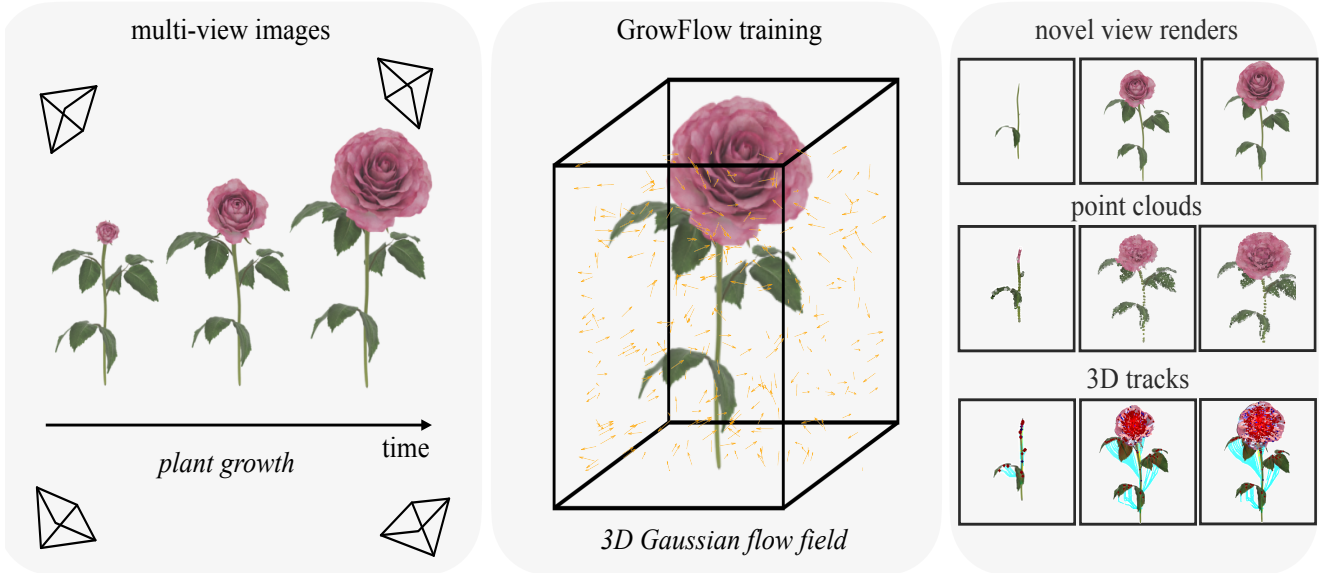 multi-view images
time
plant growth
GrowFlow training
3D Gaussian flow field
novel view renders
point clouds
3D tracks